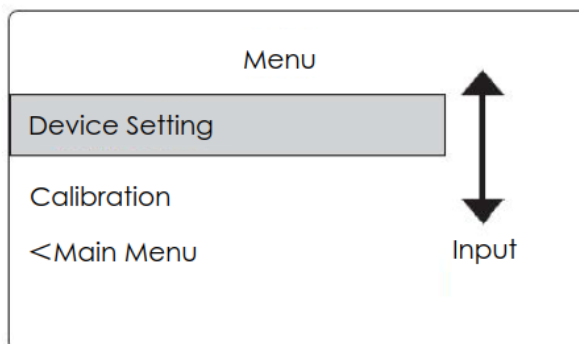 Menu
Device Setting
Calibration
<Main Menu
Input